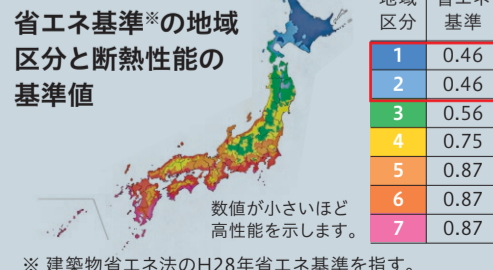 省エネ基準※の地域
区分と断熱性能の
基準値
数値が小さいほど
高性能を示します。
地域 省エネ
区分 基準
1 0.46
2 0.46
3 0.56
4 0.75
5 0.87
6 0.87
7 0.87
※ 建築物省エネ法のH28年省エネ基準を指す。